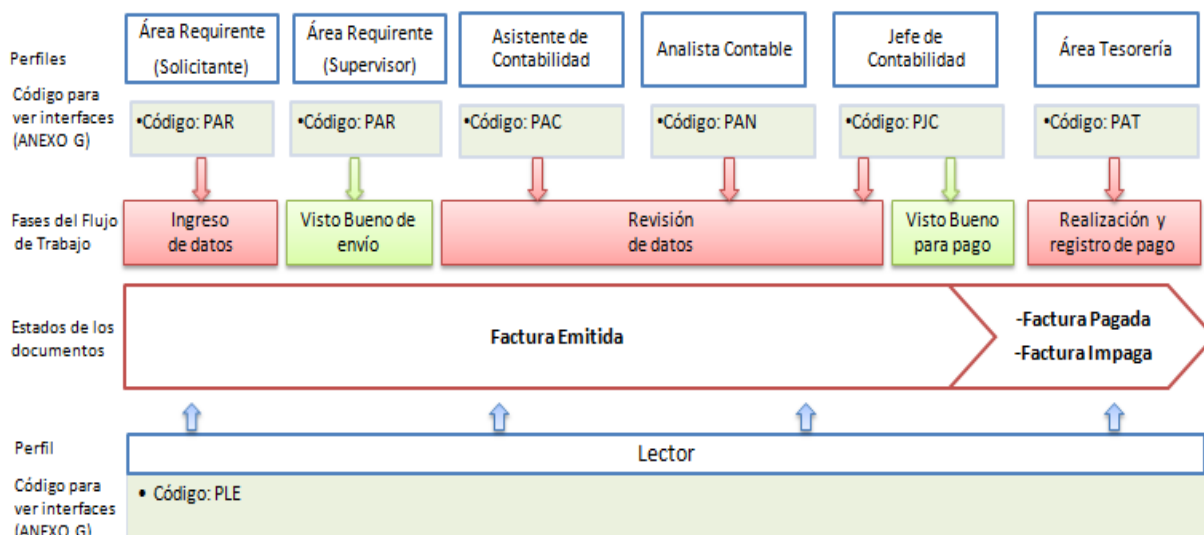 Perfiles
Área Requirente
(Solicitante)
Área Requirente
(Supervisor)
Asistente de
Contabilidad
Analista Contable
Jefe de
Contabilidad
Área Tesorería
Código para
ver interfaces
(ANEXO G)
•Código: PAR
•Código: PAR
•Código: PAC
•Código: PAN
•Código: PJC
•Código: PAT
Fases del Flujo
de Trabajo
Ingreso
de datos
Visto Bueno de
envío
Revisión
de datos
Visto Bueno
para pago
Realización y
registro de pago
Estados de los
documentos
Factura Emitida
-Factura Pagada
-Factura Impaga
Perfil
Lector
Código para
ver interfaces
(ANEXO G)
• Código: PLE